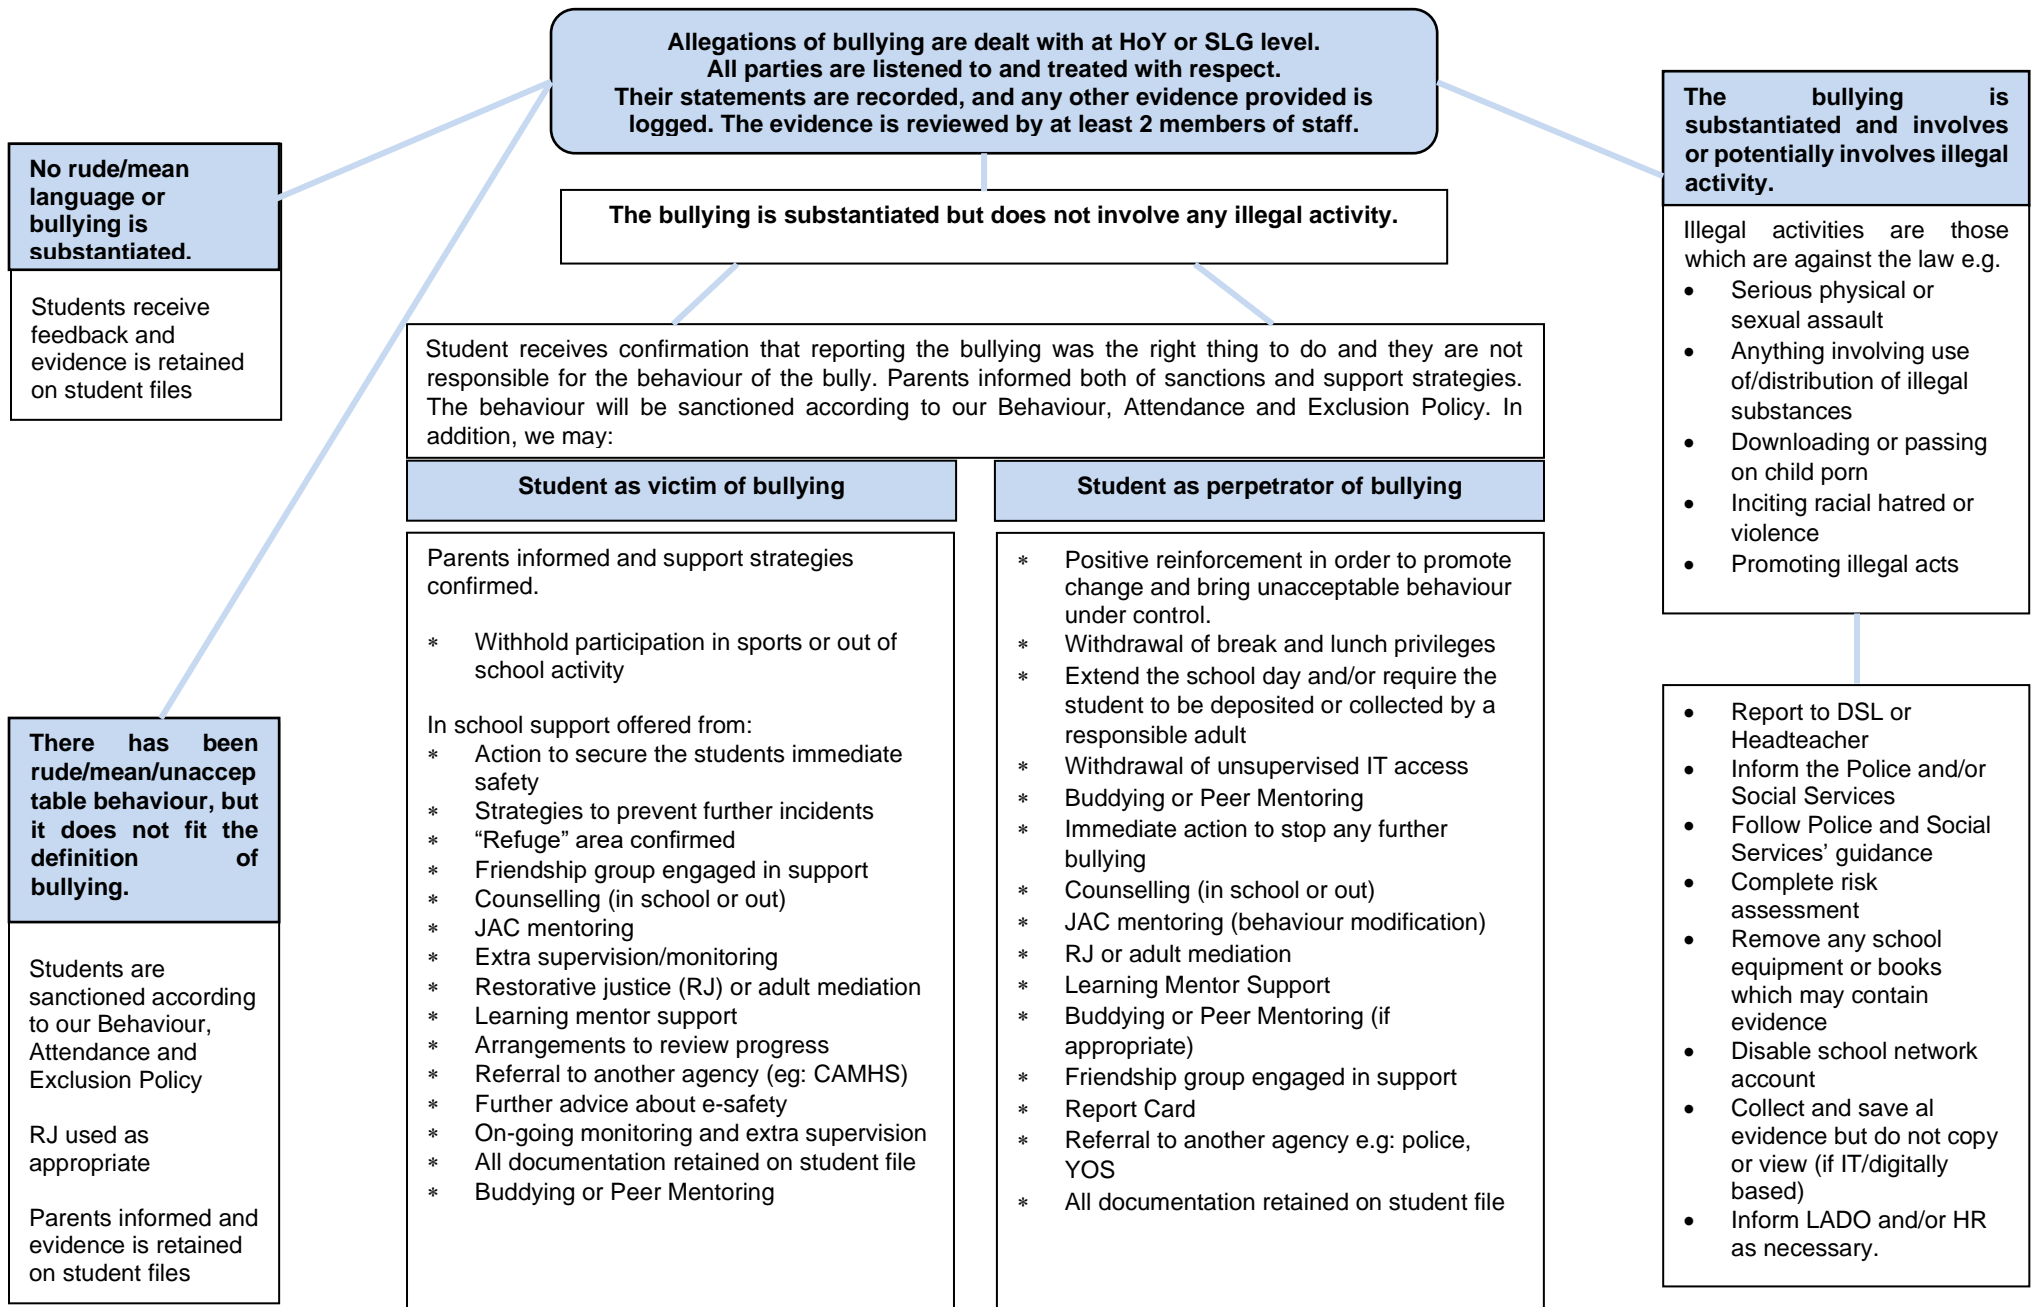 Allegations of bullying are dealt with at HoY or SLG level.
All parties are listened to and treated with respect.
Their statements are recorded, and any other evidence provided is
logged. The evidence is reviewed by at least 2 members of staff.
No rude/mean
language or
bullying is
substantiated.
Students receive
feedback and
evidence is retained
on student files
There has been
rude/mean/unaccep
table behaviour, but
it does not fit the
definition of
bullying.
Students are
sanctioned according
to our Behaviour,
Attendance and
Exclusion Policy
RJ used as
appropriate
Parents informed and
evidence is retained
on student files
The bullying is substantiated but does not involve any illegal activity.
Student receives confirmation that reporting the bullying was the right thing to do and they are not
responsible for the behaviour of the bully. Parents informed both of sanctions and support strategies.
The behaviour will be sanctioned according to our Behaviour, Attendance and Exclusion Policy. In
addition, we may:
Student as victim of bullying
Parents informed and support strategies
confirmed.
* Withhold participation in sports or out of
school activity
In school support offered from:
* Action to secure the students immediate
safety
* Strategies to prevent further incidents
* “Refuge” area confirmed
* Friendship group engaged in support
* Counselling (in school or out)
* JAC mentoring
* Extra supervision/monitoring
* Restorative justice (RJ) or adult mediation
* Learning mentor support
* Arrangements to review progress
* Referral to another agency (eg: CAMHS)
* Further advice about e-safety
* On-going monitoring and extra supervision
* All documentation retained on student file
* Buddying or Peer Mentoring
Student as perpetrator of bullying
* Positive reinforcement in order to promote
change and bring unacceptable behaviour
under control.
* Withdrawal of break and lunch privileges
* Extend the school day and/or require the
student to be deposited or collected by a
responsible adult
* Withdrawal of unsupervised IT access
* Buddying or Peer Mentoring
* Immediate action to stop any further
bullying
* Counselling (in school or out)
* JAC mentoring (behaviour modification)
* RJ or adult mediation
* Learning Mentor Support
* Buddying or Peer Mentoring (if
appropriate)
* Friendship group engaged in support
* Report Card
* Referral to another agency e.g: police,
YOS
* All documentation retained on student file
The bullying is
substantiated and involves
or potentially involves illegal
activity.
Illegal activities are those
which are against the law e.g.
• Serious physical or
sexual assault
• Anything involving use
of/distribution of illegal
substances
• Downloading or passing
on child porn
• Inciting racial hatred or
violence
• Promoting illegal acts
• Report to DSL or
Headteacher
• Inform the Police and/or
Social Services
• Follow Police and Social
Services’ guidance
• Complete risk
assessment
• Remove any school
equipment or books
which may contain
evidence
• Disable school network
account
• Collect and save al
evidence but do not copy
or view (if IT/digitally
based)
• Inform LADO and/or HR
as necessary.